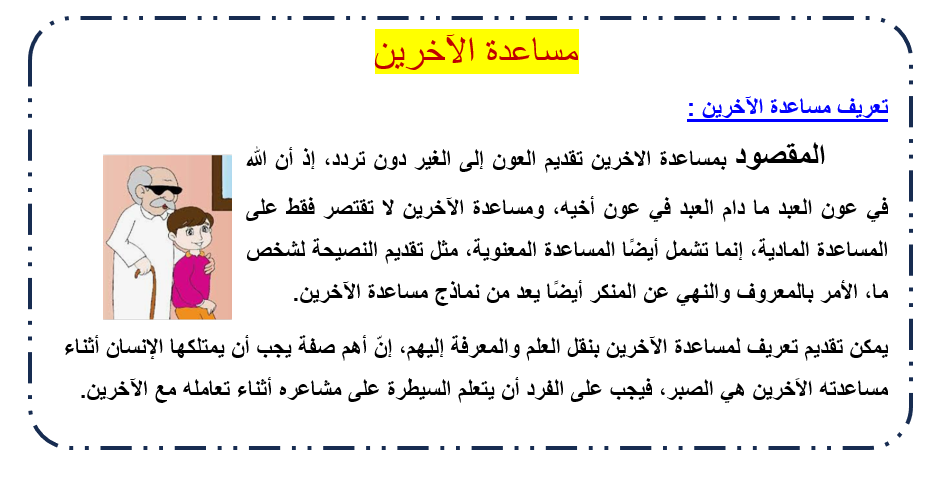 مساعدة الآخرين
تعريف مساعدة الآخرين :
المقصود بمساعدة الاخرين تقديم العون إلى الغير دون تردد، إذ أن الله
في عون العبد ما دام العبد في عون أخيه، ومساعدة الآخرين لا تقتصر فقط على
المساعدة المادية، إنما تشمل أيضًا المساعدة المعنوية، مثل تقديم النصيحة لشخص
ما، الأمر بالمعروف والنهي عن المنكر أيضًا يعد من نماذج مساعدة الآخرين.
يمكن تقديم تعريف لمساعدة الآخرين بنقل العلم والمعرفة إليهم، إنّ أهم صفة يجب أن يمتلكها الإنسان أثناء
مساعدته الآخرين هي الصبر، فيجب على الفرد أن يتعلم السيطرة على مشاعره أثناء تعامله مع الآخرين.